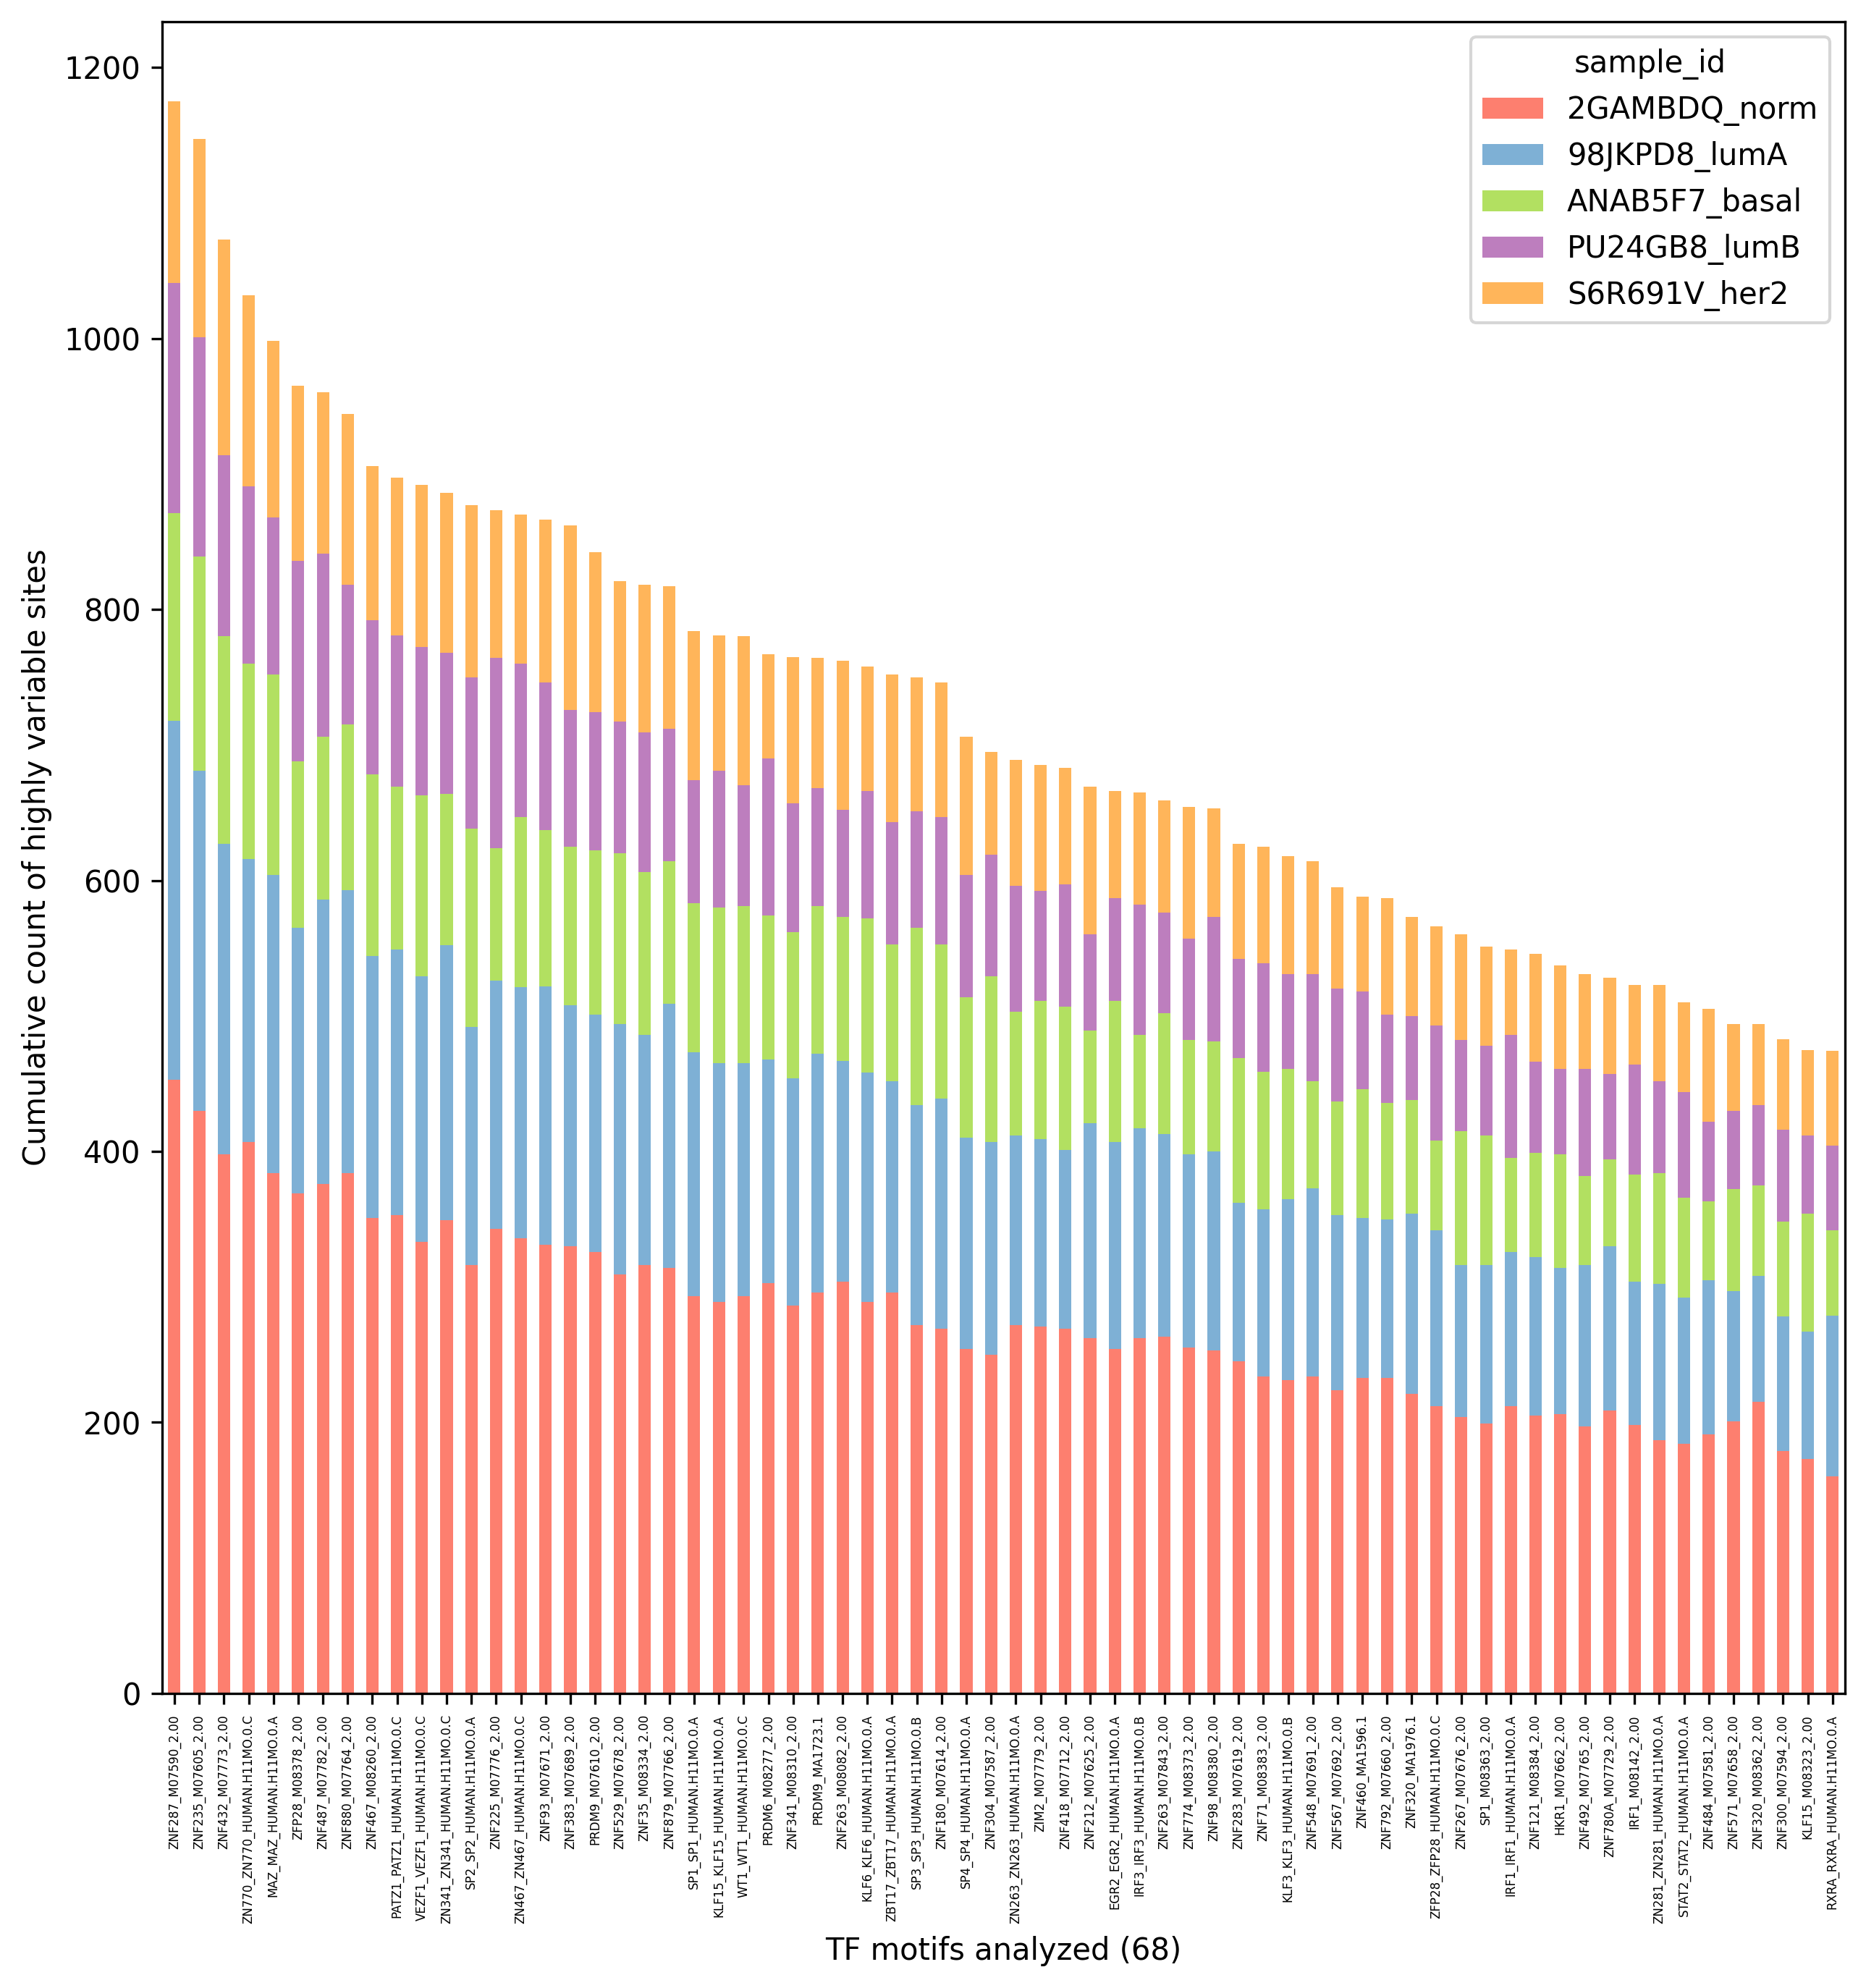 1200
1000
800
600
400
200
0
Cumulative count of highly variable sites
sample_id
2GAMBDQ_norm
98JKPD8_lumA
ANAB5F7_basal
PU24GB8_lumB
S6R691V_her2
ZNF287_M07590_2.00
ZNF235_M07605_2.00
ZNF432_M07773_2.00
ZN770_ZN770_HUMAN.H11MO.0.C
MAZ_MAZ_HUMAN.H11MO.0.A
ZFP28_M08378_2.00
ZNF487_M07782_2.00
ZNF880_M07764_2.00
ZNF467_M08260_2.00
PATZ1_PATZ1_HUMAN.H11MO.0.C
VEZF1_VEZF1_HUMAN.H11MO.0.C
ZN341_ZN341_HUMAN.H11MO.0.C
SP2_SP2_HUMAN.H11MO.0.A
ZNF225_M07776_2.00
ZN467_ZN467_HUMAN.H11MO.0.C
ZNF93_M07671_2.00
ZNF383_M07689_2.00
PRDM9_M07610_2.00
ZNF529_M07678_2.00
ZNF35_M08334_2.00
ZNF879_M07766_2.00
SP1_SP1_HUMAN.H11MO.0.A
KLF15_KLF15_HUMAN.H11MO.0.A
WT1_WT1_HUMAN.H11MO.0.C
PRDM6_M08277_2.00
ZNF341_M08310_2.00
PRDM9_MA1723.1
ZNF263_M08082_2.00
KLF6_KLF6_HUMAN.H11MO.0.A
ZBT17_ZBT17_HUMAN.H11MO.0.A
SP3_SP3_HUMAN.H11MO.0.B
ZNF180_M07614_2.00
SP4_SP4_HUMAN.H11MO.0.A
ZNF304_M07587_2.00
ZN263_ZN263_HUMAN.H11MO.0.A
ZIM2_M07779_2.00
ZNF418_M07712_2.00
ZNF212_M07625_2.00
EGR2_EGR2_HUMAN.H11MO.0.A
IRF3_IRF3_HUMAN.H11MO.0.B
ZNF263_M07843_2.00
ZNF774_M08373_2.00
ZNF98_M08380_2.00
ZNF283_M07619_2.00
ZNF71_M08383_2.00
KLF3_KLF3_HUMAN.H11MO.0.B
ZNF548_M07691_2.00
ZNF567_M07692_2.00
ZNF460_MA1596.1
ZNF792_M07660_2.00
ZNF320_MA1976.1
ZFP28_ZFP28_HUMAN.H11MO.0.C
ZNF267_M07676_2.00
SP1_M08363_2.00
IRF1_IRF1_HUMAN.H11MO.0.A
ZNF121_M08384_2.00
HKR1_M07662_2.00
ZNF492_M07765_2.00
ZNF780A_M07729_2.00
IRF1_M08142_2.00
ZN281_ZN281_HUMAN.H11MO.0.A
STAT2_STAT2_HUMAN.H11MO.0.A
ZNF484_M07581_2.00
ZNF571_M07658_2.00
ZNF320_M08362_2.00
ZNF300_M07594_2.00
KLF15_M08323_2.00
RXRA_RXRA_HUMAN.H11MO.0.A
TF motifs analyzed (68)